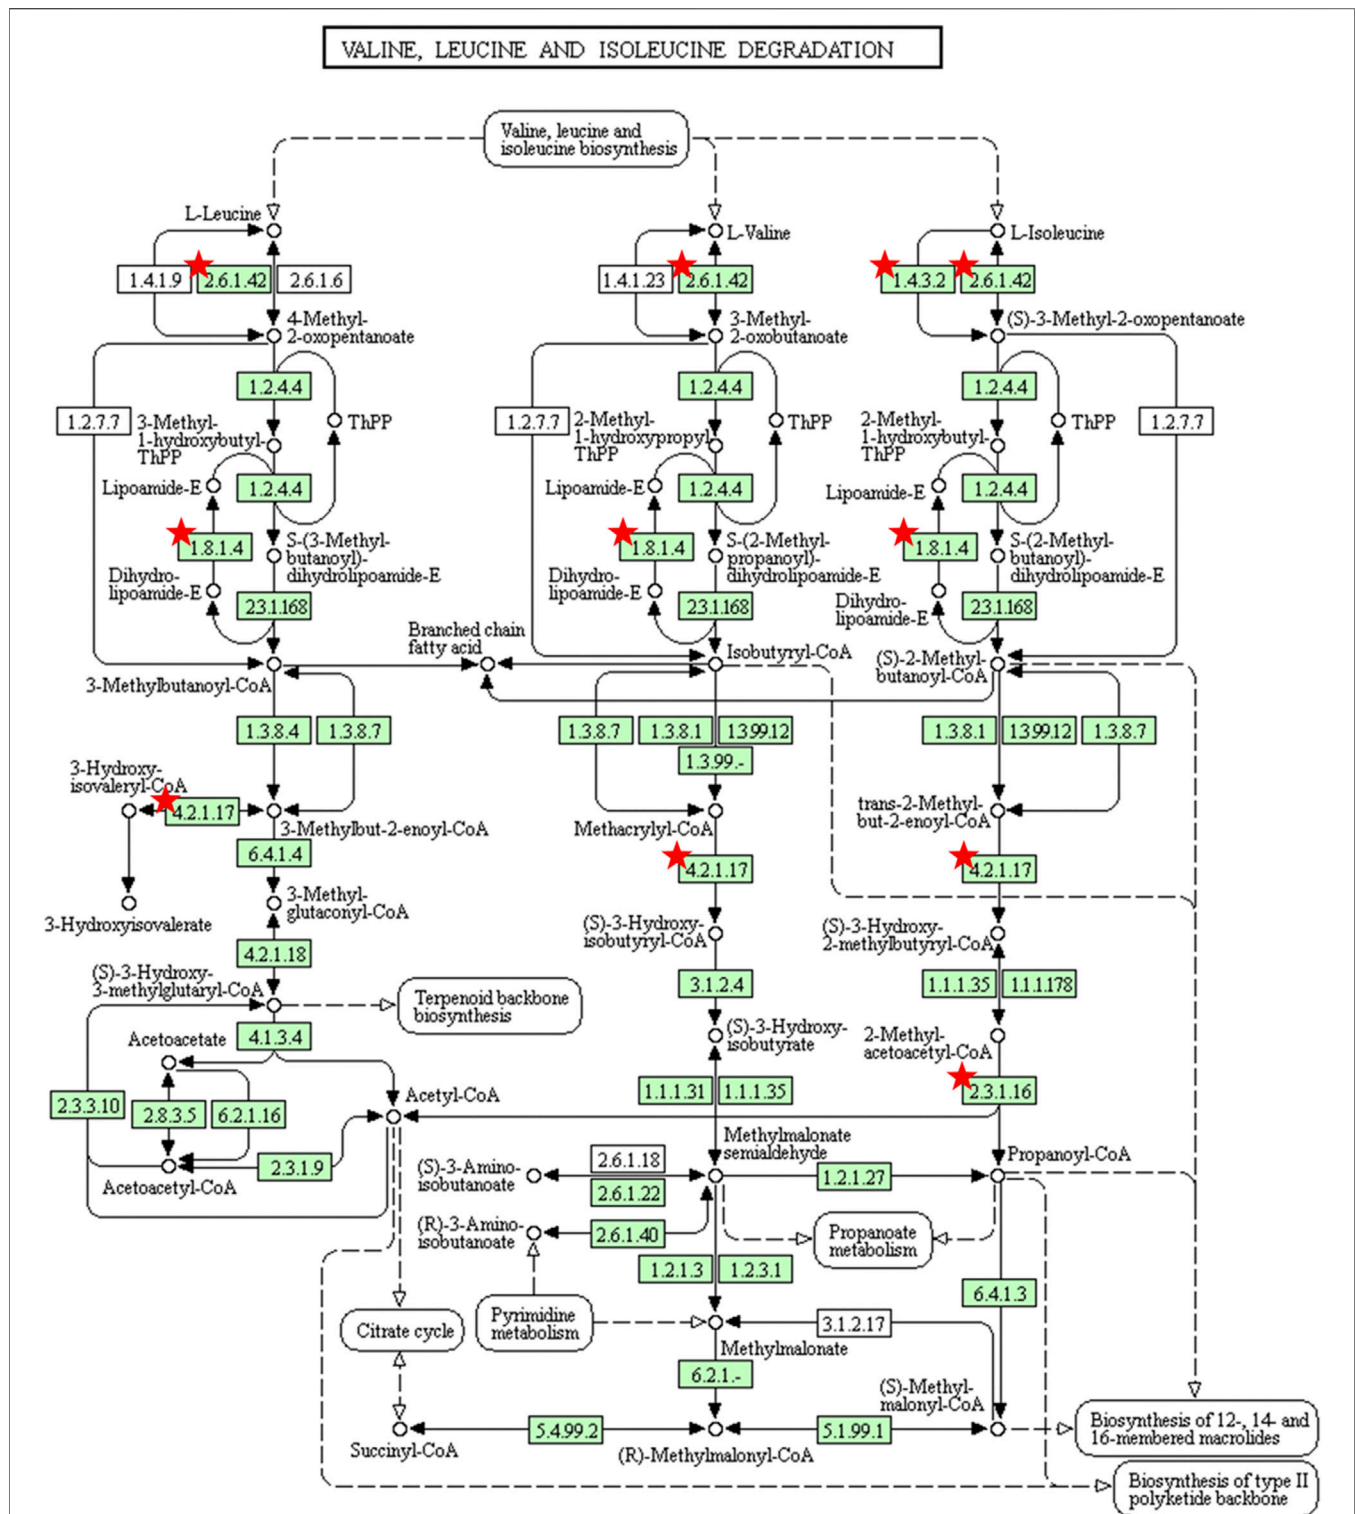 VALINE, LEUCINE AND ISOLEUCINE DEGRADATION
Valine, leucine and
isoleucine biosynthesis
L-Leucine
L-Valine
L-Isoleucine
1.4.1.9
2.6.1.42
2.6.1.6
1.4.1.23
2.6.1.42
1.4.3.2
2.6.1.42
4-Methyl-
2-oxopentanoate
3-Methyl-
2-oxobutanoate
(S)-3-Methyl-2-oxopentanoate
1.2.4.4
1.2.4.4
1.2.4.4
1.2.7.7
3-Methyl-
1-hydroxybutyl-
ThPP
ThPP
1.2.7.7
2-Methyl-
1-hydroxypropyl-
ThPP
ThPP
2-Methyl-
1-hydroxybutyl-
ThPP
ThPP
1.2.7.7
Lipoamide-E
1.2.4.4
Lipoamide-E
1.2.4.4
Lipoamide-E
1.2.4.4
1.8.1.4
S-(3-Methyl-
butanoyl)-
dihydrolipoamide-E
1.8.1.4
S-(2-Methyl-
propanoyl)-
dihydrolipoamide-E
1.8.1.4
S-(2-Methyl-
butanoyl)-
dihydrolipoamide-E
Dihydro-
lipoamide-E
2.3.1.168
Dihydro-
lipoamide-E
2.3.1.168
Dihydro-
lipoamide-E
2.3.1.168
Branched chain
fatty acid
3-Methylbutanoyl-CoA
Isobutyryl-CoA
(S)-2-Methyl-
butanoyl-CoA
1.3.8.4
1.3.8.7
1.3.8.7
1.3.8.1
1.3.99.12
1.3.99.-
1.3.8.1
1.3.99.12
1.3.8.7
3-Hydroxy-
isovaleryl-CoA
4.2.1.17
3-Methylbut-2-enoyl-CoA
Methacrylyl-CoA
trans-2-Methyl-
but-2-enoyl-CoA
6.4.1.4
4.2.1.17
4.2.1.17
3-Hydroxyisovalerate
3-Methyl-
glutaconyl-CoA
(S)-3-Hydroxy-
isobutyryl-CoA
(S)-3-Hydroxy-
2-methylbutyryl-CoA
4.2.1.18
3.1.2.4
1.1.1.35
1.1.1.178
(S)-3-Hydroxy-
3-methylglutaryl-CoA
Terpenoid backbone
biosynthesis
4.1.3.4
(S)-3-Hydroxy-
isobutyrate
2-Methyl-
acetoacetyl-CoA
Acetoacetate
2.3.3.10
2.8.3.5
6.2.1.16
Acetyl-CoA
1.1.1.31
1.1.1.35
2.3.1.16
2.3.1.9
Acetoacetyl-CoA
Methylmalonate
semialdehyde
Propanoyl-CoA
(S)-3-Amino-
isobutanoate
2.6.1.18
2.6.1.22
1.2.1.27
(R)-3-Amino-
isobutanoate
2.6.1.40
Propanoate
metabolism
1.2.1.3
1.2.3.1
6.4.1.3
Citrate cycle
Pyrimidine
metabolism
3.1.2.17
Methylmalonate
6.2.1.-
(S)-Methyl-
malonyl-CoA
Succinyl-CoA
5.4.99.2
(R)-Methylmalonyl-CoA
5.1.99.1
Biosynthesis of 12-, 14- and
16-membered macrolides
Biosynthesis of type II
polyketide backbone